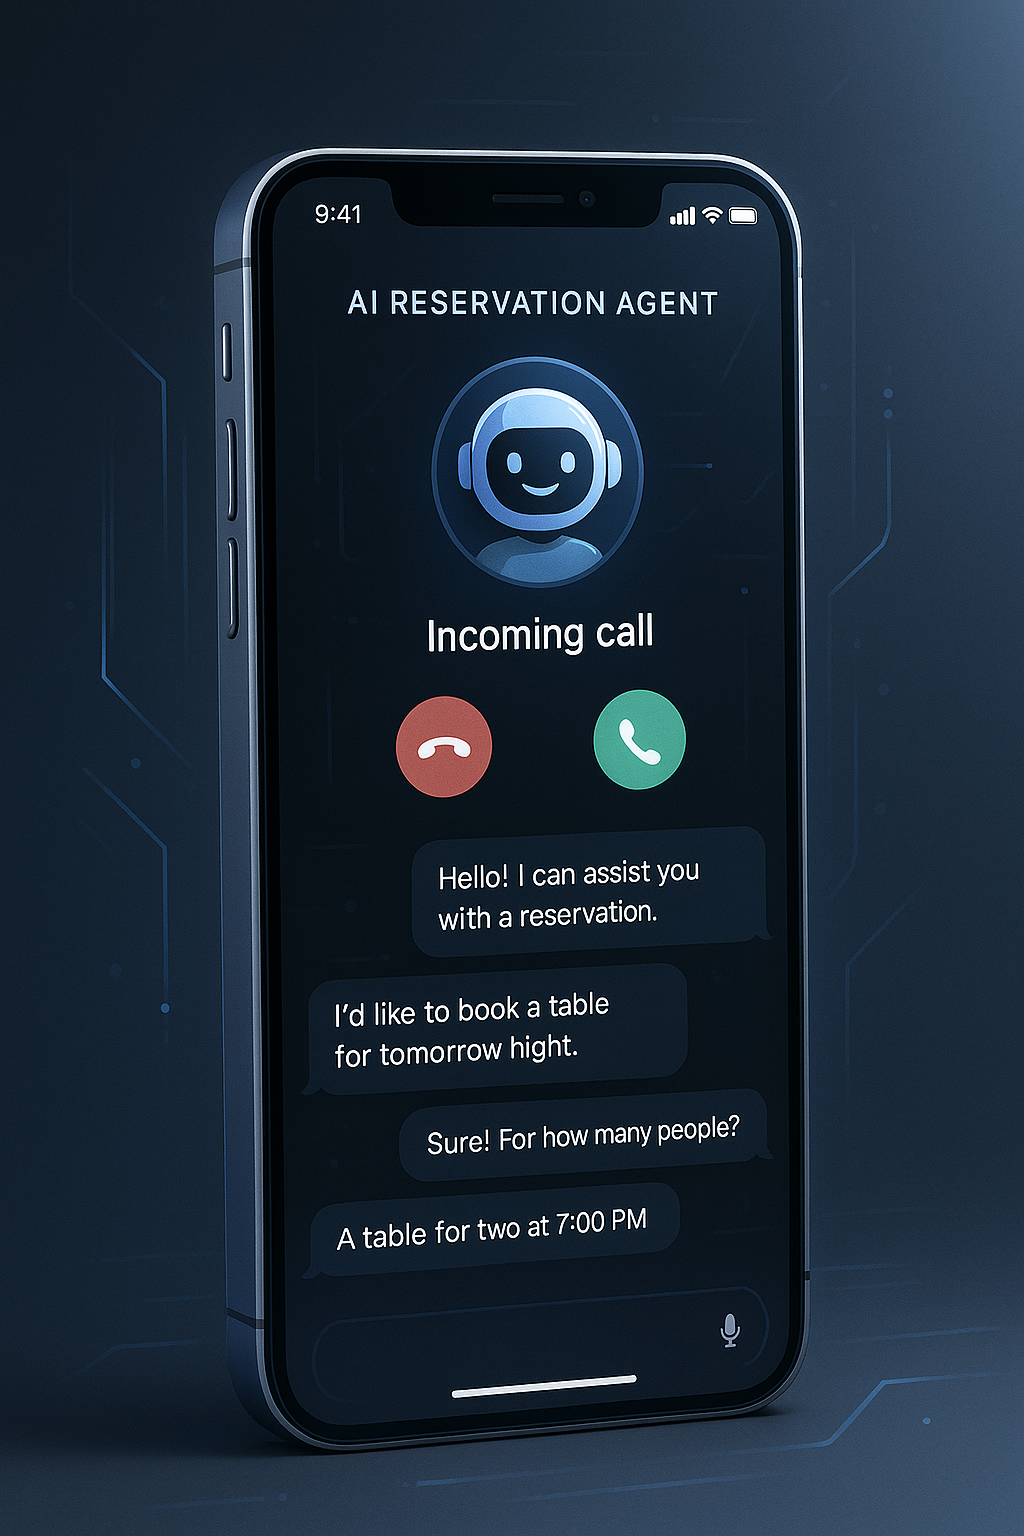 9:41
AI RESERVATION AGENT
Incoming call
Hello! I can assist you
with a reservation.
I'd like to book a table
for tomorrow hight.
Sure! For how many people?
A table for two at 7:00 PM